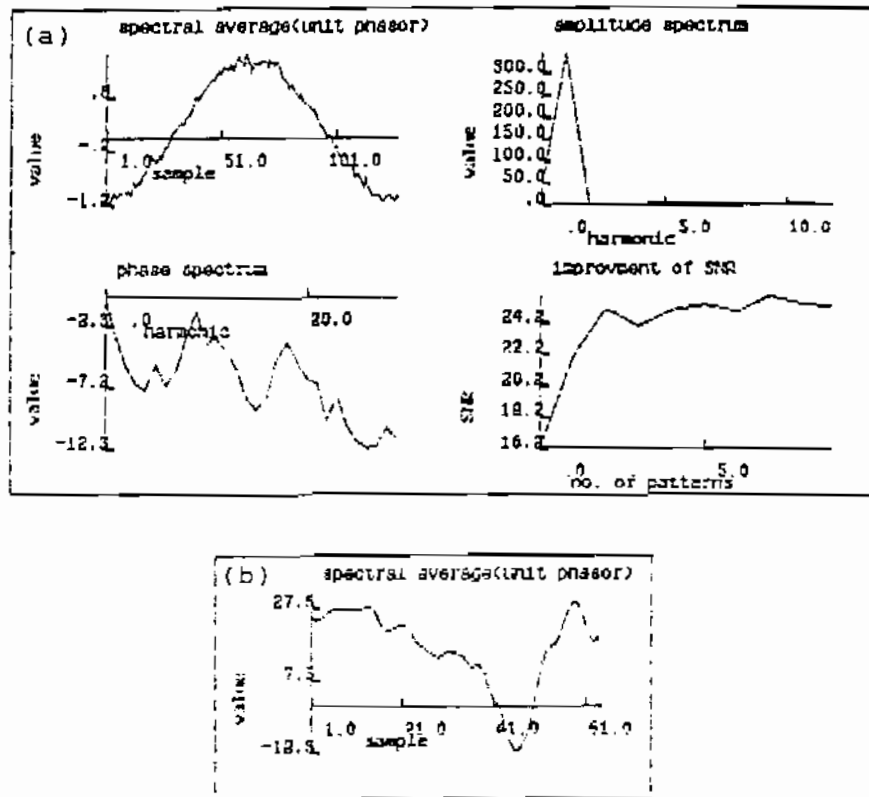 (a)
spectral average(unit phasor)
.8
-.2
-1.2
value
1.0 51.0 101.0
sample
amplitude spectrum
300.0
250.0
200.0
150.0
100.0
50.0
.0
value
.0 5.0 10.0
harmonic
phase spectrum
-2.3
-7.2
-12.3
value
.0 20.0
harmonic
improvment of SNR
24.2
22.2
20.2
18.2
16.2
SNR
.0 5.0
no. of patterns
(b)
spectral average(unit phasor)
27.5
7.5
-12.5
value
1.0 21.0 41.0 61.0
sample